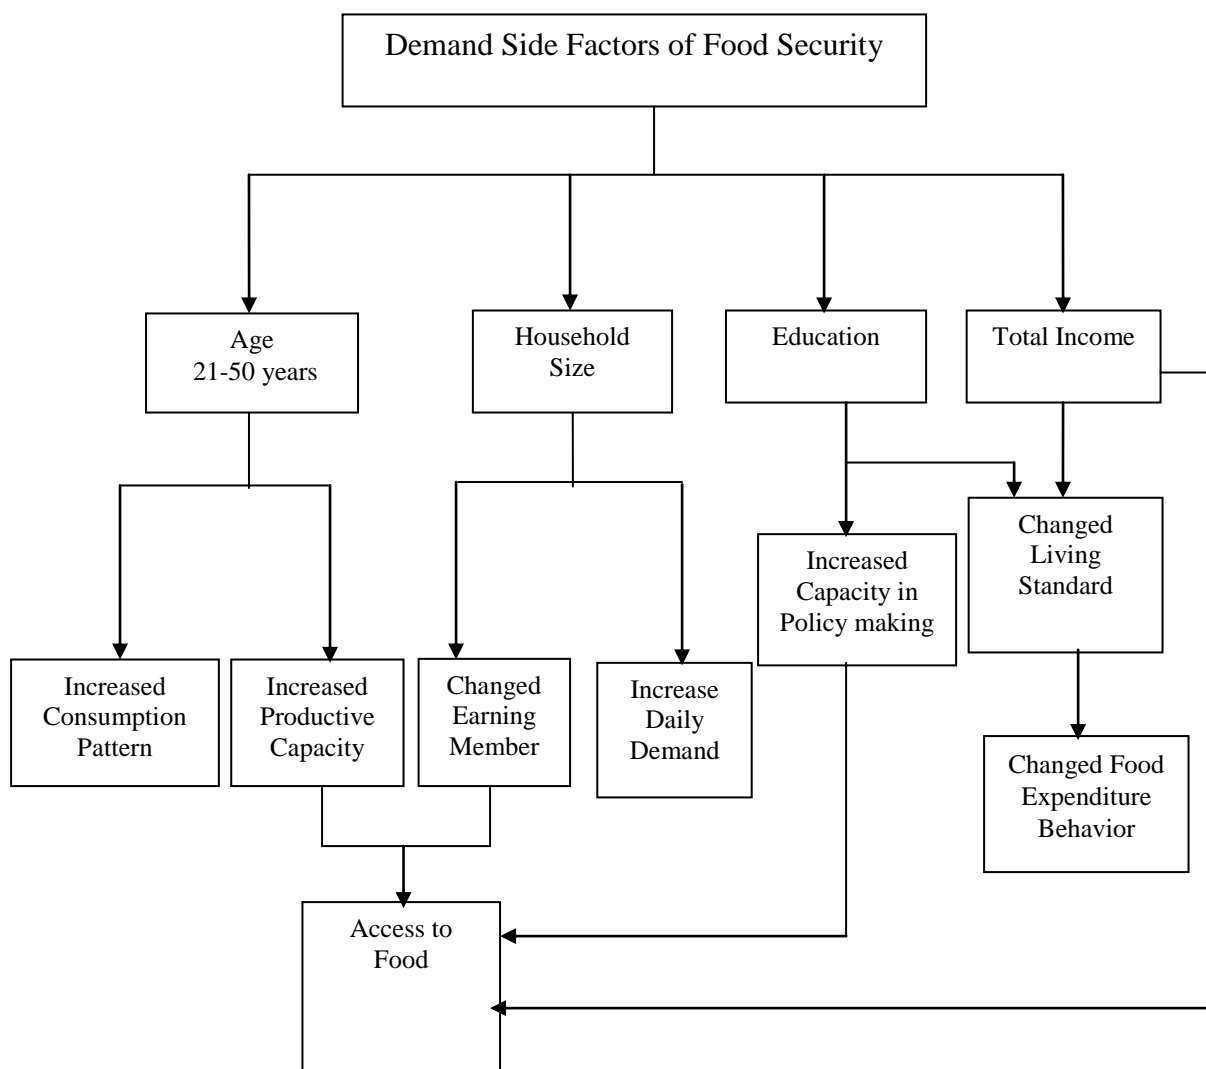 Demand Side Factors of Food Security
Age
21-50 years
Household
Size
Education
Total Income
Increased
Consumption
Pattern
Increased
Productive
Capacity
Changed
Earning
Member
Increase
Daily
Demand
Increased
Capacity in
Policy making
Changed
Living
Standard
Changed Food
Expenditure
Behavior
Access to
Food